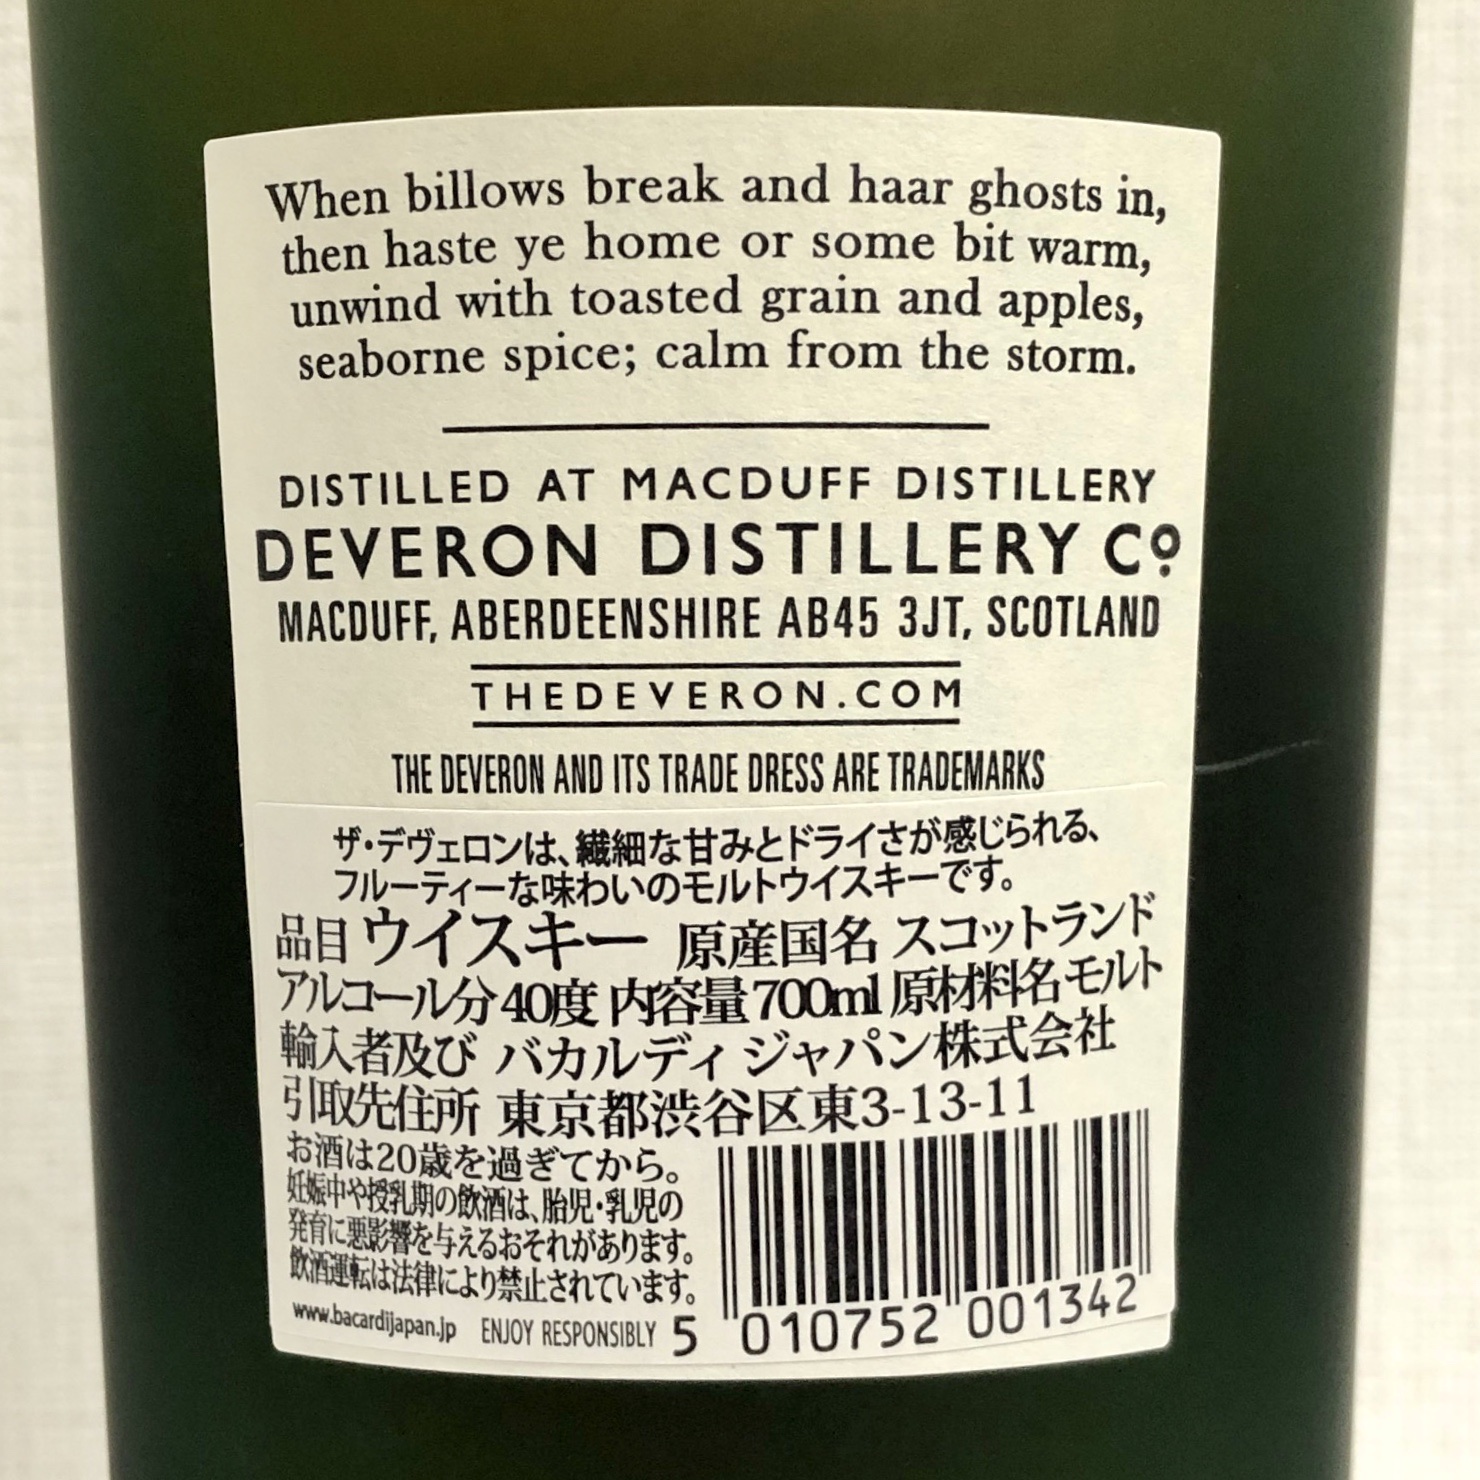 When billows break and haar ghosts in,
then haste ye home or some bit warm,
unwind with toasted grain and apples,
seaborne spice; calm from the storm.
DISTILLED AT MACDUFF DISTILLERY
DEVERON DISTILLERY Cº
MACDUFF, ABERDEENSHIRE AB45 3JT, SCOTLAND
THEDEVERON.COM
THE DEVERON AND ITS TRADE DRESS ARE TRADEMARKS
ザ・デヴェロンは、繊細な甘みとドライさが感じられる、
フルーティーな味わいのモルトウイスキーです。
品目 ウイスキー 原産国名 スコットランド
アルコール分 40度 内容量 700ml 原材料名 モルト
輸入者及び バカルディ ジャパン株式会社
引取先住所 東京都渋谷区東3-13-11
お酒は20歳を過ぎてから。
妊娠中や授乳期の飲酒は、胎児・乳児の
発育に悪影響を与えるおそれがあります。
飲酒運転は法律により禁止されています。
www.bacardijapan.jp ENJOY RESPONSIBLY
5 010752 001342